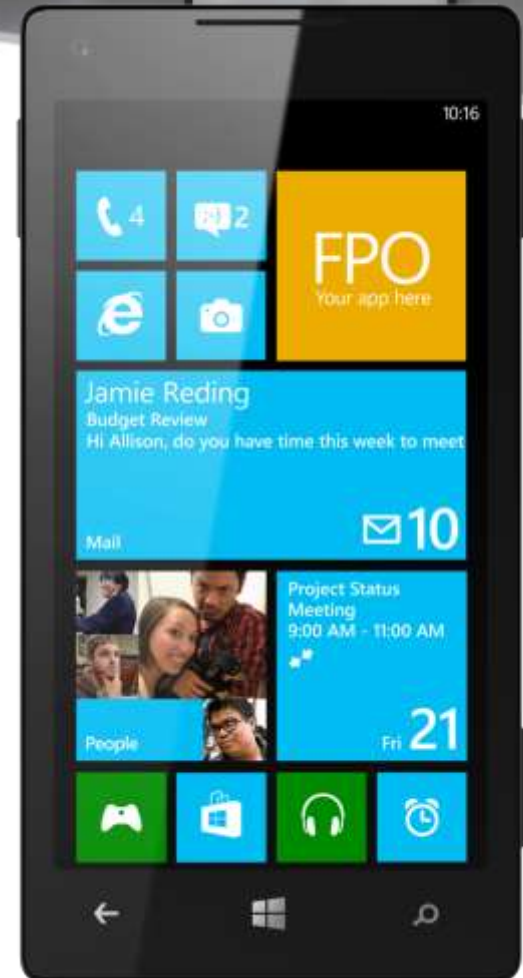 10:16
4
2
FPO
Your app here
Jamie Reding
Budget Review
Hi Allison, do you have time this week to meet
Mail
10
Project Status
Meeting
9:00 AM - 11:00 AM
People
Fri 21